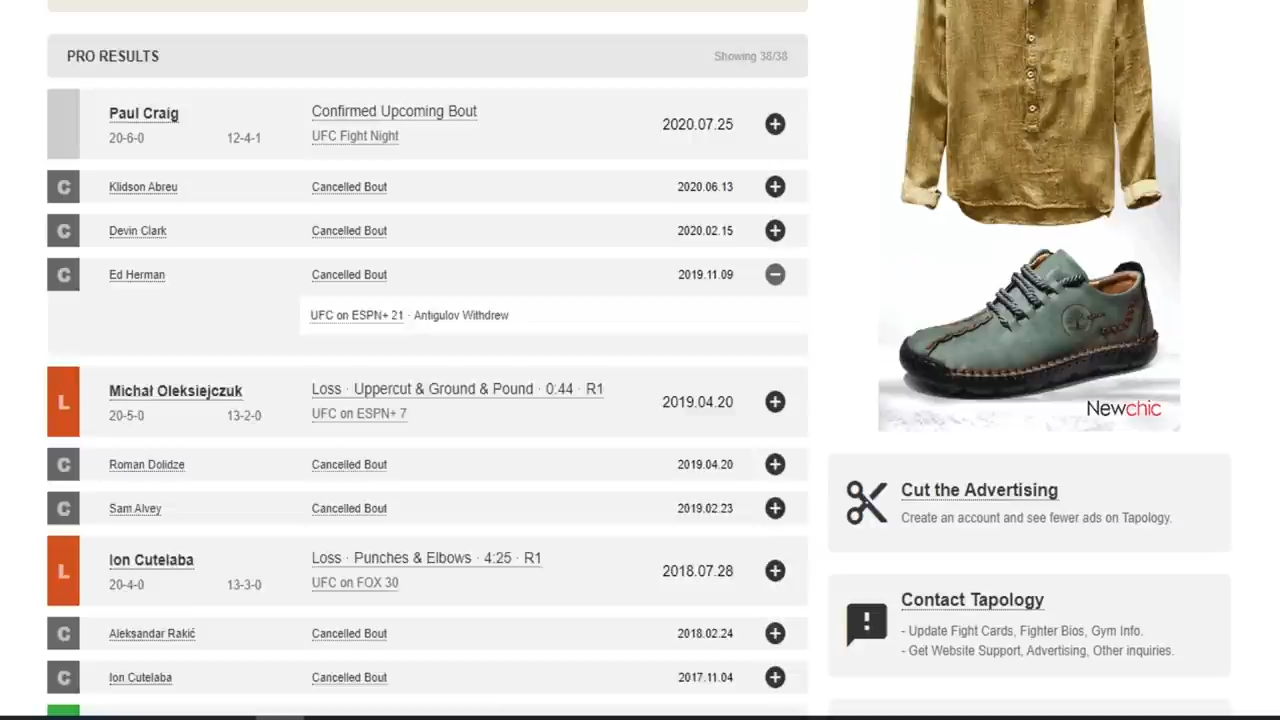 PRO RESULTS
Showing 38/38
Paul Craig
Confirmed Upcoming Bout
2020.07.25
20-6-0
12-4-1
UFC Fight Night
C
Klidson Abreu
Cancelled Bout
2020.06.13
C
Devin Clark
Cancelled Bout
2020.02.15
C
Ed Herman
Cancelled Bout
2019.11.09
UFC on ESPN+ 21 · Antigulov Withdrew
L
Michał Oleksiejczuk
Loss · Uppercut & Ground & Pound · 0:44 · R1
2019.04.20
20-5-0
13-2-0
UFC on ESPN+ 7
C
Roman Dolidze
Cancelled Bout
2019.04.20
C
Sam Alvey
Cancelled Bout
2019.02.23
L
Ion Cutelaba
Loss · Punches & Elbows · 4:25 · R1
2018.07.28
20-4-0
13-3-0
UFC on FOX 30
C
Aleksandar Rakić
Cancelled Bout
2018.02.24
C
Ion Cutelaba
Cancelled Bout
2017.11.04
Newchic
Cut the Advertising
Create an account and see fewer ads on Tapology.
Contact Tapology
- Update Fight Cards, Fighter Bios, Gym Info.
- Get Website Support, Advertising, Other inquiries.